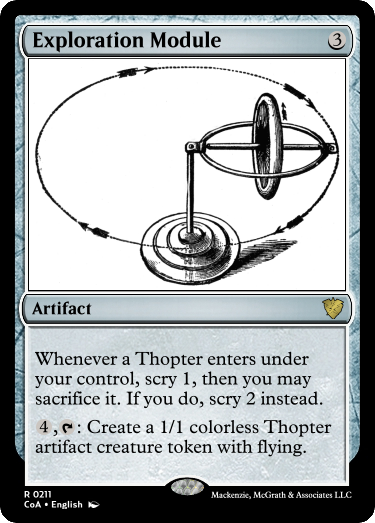 Exploration Module 3
Artifact
Whenever a Thopter enters under
your control, scry 1, then you may
sacrifice it. If you do, scry 2 instead.
4, : Create a 1/1 colorless Thopter
artifact creature token with flying.
R 0211
CoA • English Mackenzie, McGrath & Associates LLC